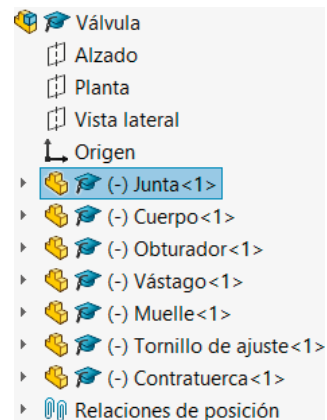 Válvula
Alzado
Planta
Vista lateral
Origen
(-) Junta<1>
(-) Cuerpo<1>
(-) Obturador<1>
(-) Vástago<1>
(-) Muelle<1>
(-) Tornillo de ajuste<1>
(-) Contratuerca<1>
Relaciones de posición